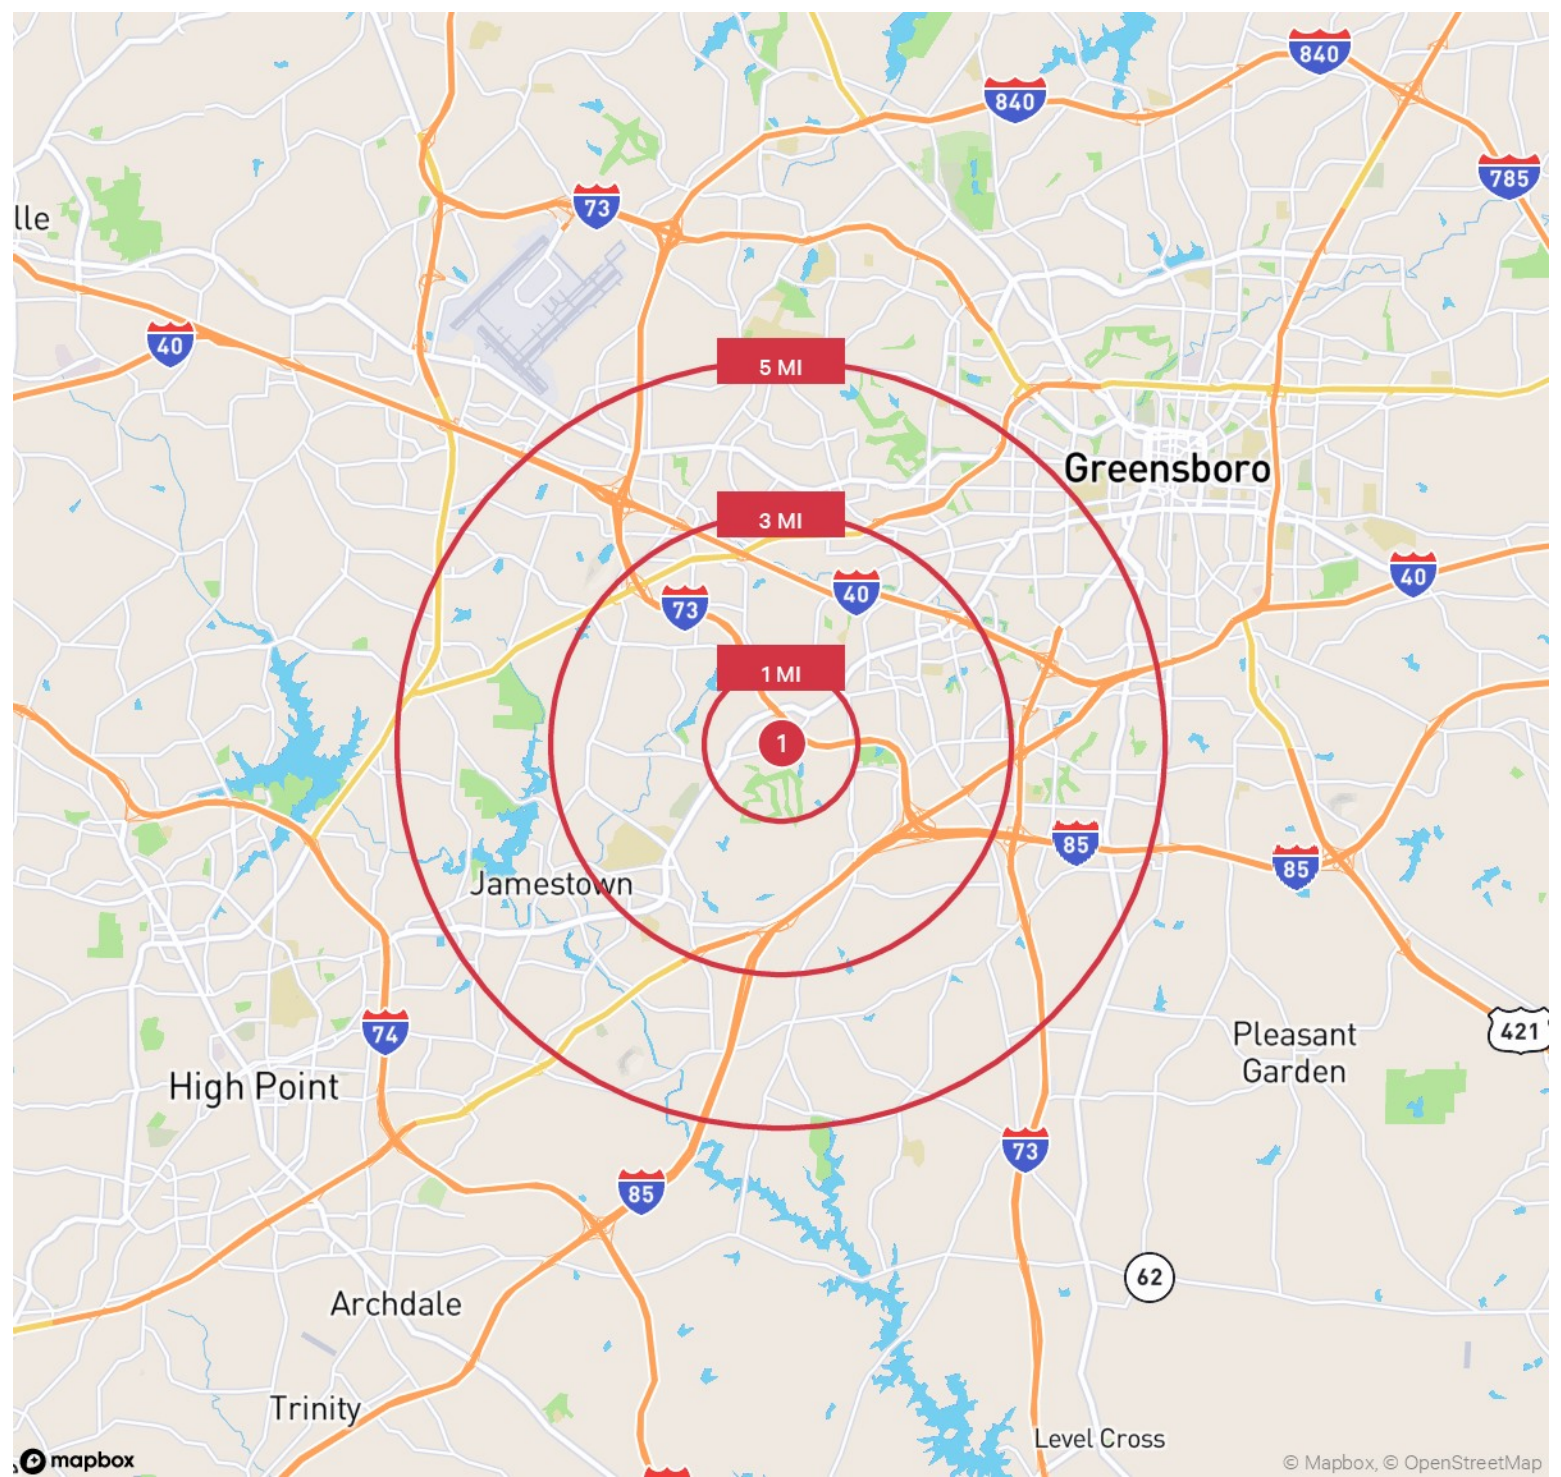 840
840
785
73
lle
40
5 MI
Greensboro
3 MI
40
40
73
1 MI
1
85
85
Jamestown
421
74
Pleasant
Garden
High Point
73
85
62
Archdale
Trinity
Level Cross
mapbox
© Mapbox, © OpenStreetMap